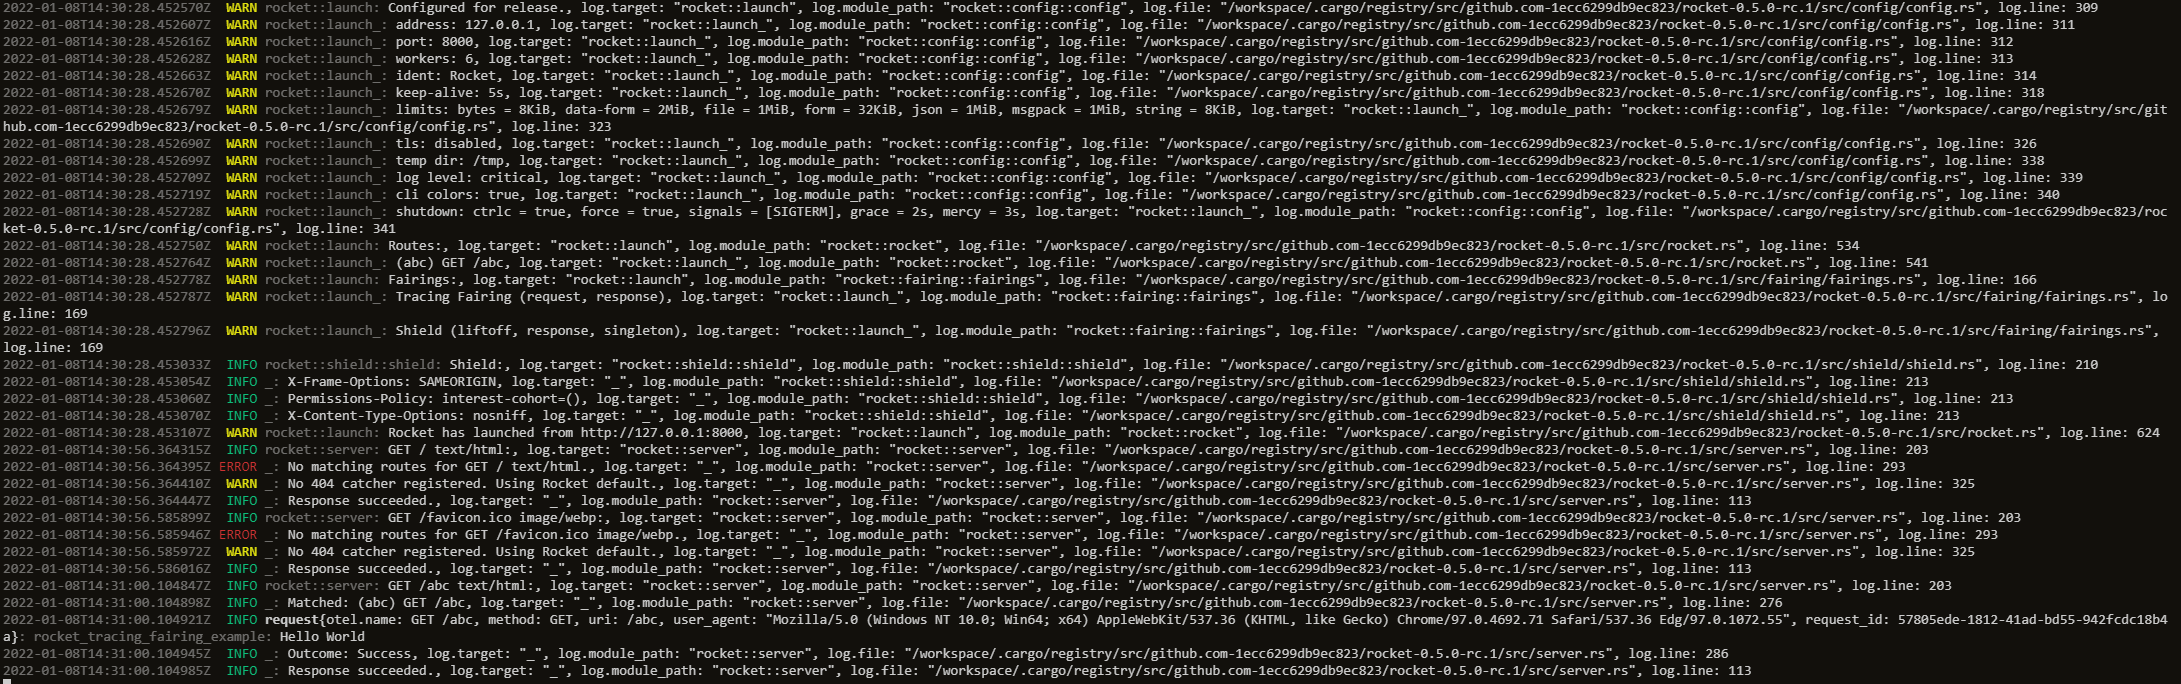 2022-01-08T14:30:28.452570Z  WARN rocket::launch: Configured for release., log.target: "rocket::launch", log.module_path: "rocket::config::config", log.file: "/workspace/.cargo/registry/src/github.com-1ecc6299db9ec823/rocket-0.5.0-rc.1/src/config/config.rs", log.line: 309
2022-01-08T14:30:28.452607Z  WARN rocket::launch_: address: 127.0.0.1, log.target: "rocket::launch_", log.module_path: "rocket::config::config", log.file: "/workspace/.cargo/registry/src/github.com-1ecc6299db9ec823/rocket-0.5.0-rc.1/src/config/config.rs", log.line: 311
2022-01-08T14:30:28.452616Z  WARN rocket::launch_: port: 8000, log.target: "rocket::launch_", log.module_path: "rocket::config::config", log.file: "/workspace/.cargo/registry/src/github.com-1ecc6299db9ec823/rocket-0.5.0-rc.1/src/config/config.rs", log.line: 312
2022-01-08T14:30:28.452628Z  WARN rocket::launch_: workers: 6, log.target: "rocket::launch_", log.module_path: "rocket::config::config", log.file: "/workspace/.cargo/registry/src/github.com-1ecc6299db9ec823/rocket-0.5.0-rc.1/src/config/config.rs", log.line: 313
2022-01-08T14:30:28.452663Z  WARN rocket::launch_: ident: Rocket, log.target: "rocket::launch_", log.module_path: "rocket::config::config", log.file: "/workspace/.cargo/registry/src/github.com-1ecc6299db9ec823/rocket-0.5.0-rc.1/src/config/config.rs", log.line: 314
2022-01-08T14:30:28.452670Z  WARN rocket::launch_: keep-alive: 5s, log.target: "rocket::launch_", log.module_path: "rocket::config::config", log.file: "/workspace/.cargo/registry/src/github.com-1ecc6299db9ec823/rocket-0.5.0-rc.1/src/config/config.rs", log.line: 318
2022-01-08T14:30:28.452679Z  WARN rocket::launch_: limits: bytes = 8KiB, data-form = 2MiB, file = 1MiB, form = 32KiB, json = 1MiB, msgpack = 1MiB, string = 8KiB, log.target: "rocket::launch_", log.module_path: "rocket::config::config", log.file: "/workspace/.cargo/registry/src/git
hub.com-1ecc6299db9ec823/rocket-0.5.0-rc.1/src/config/config.rs", log.line: 323
2022-01-08T14:30:28.452690Z  WARN rocket::launch_: tls: disabled, log.target: "rocket::launch_", log.module_path: "rocket::config::config", log.file: "/workspace/.cargo/registry/src/github.com-1ecc6299db9ec823/rocket-0.5.0-rc.1/src/config/config.rs", log.line: 326
2022-01-08T14:30:28.452699Z  WARN rocket::launch_: temp dir: /tmp, log.target: "rocket::launch_", log.module_path: "rocket::config::config", log.file: "/workspace/.cargo/registry/src/github.com-1ecc6299db9ec823/rocket-0.5.0-rc.1/src/config/config.rs", log.line: 338
2022-01-08T14:30:28.452709Z  WARN rocket::launch_: log level: critical, log.target: "rocket::launch_", log.module_path: "rocket::config::config", log.file: "/workspace/.cargo/registry/src/github.com-1ecc6299db9ec823/rocket-0.5.0-rc.1/src/config/config.rs", log.line: 339
2022-01-08T14:30:28.452719Z  WARN rocket::launch_: cli colors: true, log.target: "rocket::launch_", log.module_path: "rocket::config::config", log.file: "/workspace/.cargo/registry/src/github.com-1ecc6299db9ec823/rocket-0.5.0-rc.1/src/config/config.rs", log.line: 340
2022-01-08T14:30:28.452728Z  WARN rocket::launch_: shutdown: ctrlc = true, force = true, signals = [SIGTERM], grace = 2s, mercy = 3s, log.target: "rocket::launch_", log.module_path: "rocket::config::config", log.file: "/workspace/.cargo/registry/src/github.com-1ecc6299db9ec823/roc
ket-0.5.0-rc.1/src/config/config.rs", log.line: 341
2022-01-08T14:30:28.452750Z  WARN rocket::launch: Routes:, log.target: "rocket::launch", log.module_path: "rocket::rocket", log.file: "/workspace/.cargo/registry/src/github.com-1ecc6299db9ec823/rocket-0.5.0-rc.1/src/rocket.rs", log.line: 534
2022-01-08T14:30:28.452764Z  WARN rocket::launch_: (abc) GET /abc, log.target: "rocket::launch_", log.module_path: "rocket::rocket", log.file: "/workspace/.cargo/registry/src/github.com-1ecc6299db9ec823/rocket-0.5.0-rc.1/src/rocket.rs", log.line: 541
2022-01-08T14:30:28.452778Z  WARN rocket::launch: Fairings:, log.target: "rocket::launch", log.module_path: "rocket::fairing::fairings", log.file: "/workspace/.cargo/registry/src/github.com-1ecc6299db9ec823/rocket-0.5.0-rc.1/src/fairing/fairings.rs", log.line: 166
2022-01-08T14:30:28.452787Z  WARN rocket::launch_: Tracing Fairing (request, response), log.target: "rocket::launch_", log.module_path: "rocket::fairing::fairings", log.file: "/workspace/.cargo/registry/src/github.com-1ecc6299db9ec823/rocket-0.5.0-rc.1/src/fairing/fairings.rs", lo
g.line: 169
2022-01-08T14:30:28.452796Z  WARN rocket::launch_: Shield (liftoff, response, singleton), log.target: "rocket::launch_", log.module_path: "rocket::fairing::fairings", log.file: "/workspace/.cargo/registry/src/github.com-1ecc6299db9ec823/rocket-0.5.0-rc.1/src/fairing/fairings.rs",
log.line: 169
2022-01-08T14:30:28.453033Z  INFO rocket::shield::shield: Shield:, log.target: "rocket::shield::shield", log.module_path: "rocket::shield::shield", log.file: "/workspace/.cargo/registry/src/github.com-1ecc6299db9ec823/rocket-0.5.0-rc.1/src/shield/shield.rs", log.line: 210
2022-01-08T14:30:28.453054Z  INFO _: X-Frame-Options: SAMEORIGIN, log.target: "_", log.module_path: "rocket::shield::shield", log.file: "/workspace/.cargo/registry/src/github.com-1ecc6299db9ec823/rocket-0.5.0-rc.1/src/shield/shield.rs", log.line: 213
2022-01-08T14:30:28.453060Z  INFO _: Permissions-Policy: interest-cohort=(), log.target: "_", log.module_path: "rocket::shield::shield", log.file: "/workspace/.cargo/registry/src/github.com-1ecc6299db9ec823/rocket-0.5.0-rc.1/src/shield/shield.rs", log.line: 213
2022-01-08T14:30:28.453070Z  INFO _: X-Content-Type-Options: nosniff, log.target: "_", log.module_path: "rocket::shield::shield", log.file: "/workspace/.cargo/registry/src/github.com-1ecc6299db9ec823/rocket-0.5.0-rc.1/src/shield/shield.rs", log.line: 213
2022-01-08T14:30:28.453107Z  WARN rocket::launch: Rocket has launched from http://127.0.0.1:8000, log.target: "rocket::launch", log.module_path: "rocket::rocket", log.file: "/workspace/.cargo/registry/src/github.com-1ecc6299db9ec823/rocket-0.5.0-rc.1/src/rocket.rs", log.line: 624
2022-01-08T14:30:56.364315Z  INFO rocket::server: GET / text/html:, log.target: "rocket::server", log.module_path: "rocket::server", log.file: "/workspace/.cargo/registry/src/github.com-1ecc6299db9ec823/rocket-0.5.0-rc.1/src/server.rs", log.line: 203
2022-01-08T14:30:56.364395Z ERROR _: No matching routes for GET / text/html., log.target: "_", log.module_path: "rocket::server", log.file: "/workspace/.cargo/registry/src/github.com-1ecc6299db9ec823/rocket-0.5.0-rc.1/src/server.rs", log.line: 293
2022-01-08T14:30:56.364410Z  WARN _: No 404 catcher registered. Using Rocket default., log.target: "_", log.module_path: "rocket::server", log.file: "/workspace/.cargo/registry/src/github.com-1ecc6299db9ec823/rocket-0.5.0-rc.1/src/server.rs", log.line: 325
2022-01-08T14:30:56.364447Z  INFO _: Response succeeded., log.target: "_", log.module_path: "rocket::server", log.file: "/workspace/.cargo/registry/src/github.com-1ecc6299db9ec823/rocket-0.5.0-rc.1/src/server.rs", log.line: 113
2022-01-08T14:30:56.585899Z  INFO rocket::server: GET /favicon.ico image/webp:, log.target: "rocket::server", log.module_path: "rocket::server", log.file: "/workspace/.cargo/registry/src/github.com-1ecc6299db9ec823/rocket-0.5.0-rc.1/src/server.rs", log.line: 203
2022-01-08T14:30:56.585946Z ERROR _: No matching routes for GET /favicon.ico image/webp., log.target: "_", log.module_path: "rocket::server", log.file: "/workspace/.cargo/registry/src/github.com-1ecc6299db9ec823/rocket-0.5.0-rc.1/src/server.rs", log.line: 293
2022-01-08T14:30:56.585972Z  WARN _: No 404 catcher registered. Using Rocket default., log.target: "_", log.module_path: "rocket::server", log.file: "/workspace/.cargo/registry/src/github.com-1ecc6299db9ec823/rocket-0.5.0-rc.1/src/server.rs", log.line: 325
2022-01-08T14:30:56.586016Z  INFO _: Response succeeded., log.target: "_", log.module_path: "rocket::server", log.file: "/workspace/.cargo/registry/src/github.com-1ecc6299db9ec823/rocket-0.5.0-rc.1/src/server.rs", log.line: 113
2022-01-08T14:31:00.104847Z  INFO rocket::server: GET /abc text/html:, log.target: "rocket::server", log.module_path: "rocket::server", log.file: "/workspace/.cargo/registry/src/github.com-1ecc6299db9ec823/rocket-0.5.0-rc.1/src/server.rs", log.line: 203
2022-01-08T14:31:00.104898Z  INFO _: Matched: (abc) GET /abc, log.target: "_", log.module_path: "rocket::server", log.file: "/workspace/.cargo/registry/src/github.com-1ecc6299db9ec823/rocket-0.5.0-rc.1/src/server.rs", log.line: 276
2022-01-08T14:31:00.104921Z  INFO request{otel.name: GET /abc, method: GET, uri: /abc, user_agent: "Mozilla/5.0 (Windows NT 10.0; Win64; x64) AppleWebKit/537.36 (KHTML, like Gecko) Chrome/97.0.4692.71 Safari/537.36 Edg/97.0.1072.55", request_id: 57805ede-1812-41ad-bd55-942fcdc18b4
a}: rocket_tracing_fairing_example: Hello World
2022-01-08T14:31:00.104945Z  INFO _: Outcome: Success, log.target: "_", log.module_path: "rocket::server", log.file: "/workspace/.cargo/registry/src/github.com-1ecc6299db9ec823/rocket-0.5.0-rc.1/src/server.rs", log.line: 286
2022-01-08T14:31:00.104985Z  INFO _: Response succeeded., log.target: "_", log.module_path: "rocket::server", log.file: "/workspace/.cargo/registry/src/github.com-1ecc6299db9ec823/rocket-0.5.0-rc.1/src/server.rs", log.line: 113